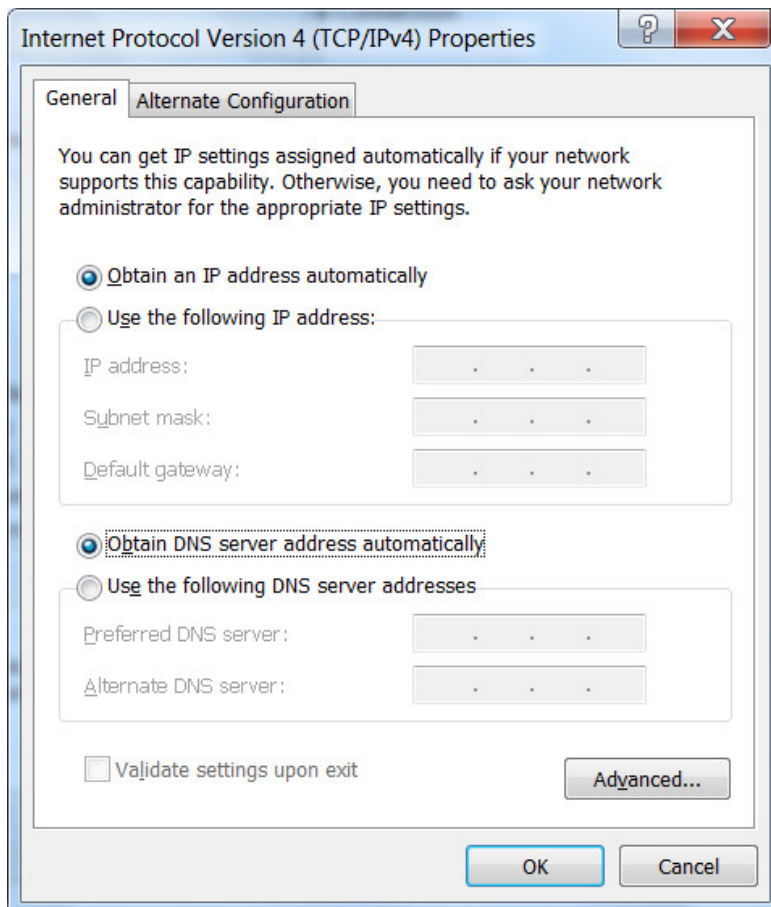 Internet Protocol Version 4 (TCP/IPv4) Properties
General
Alternate Configuration
You can get IP settings assigned automatically if your network
supports this capability. Otherwise, you need to ask your network
administrator for the appropriate IP settings.
Obtain an IP address automatically
Use the following IP address:
IP address:
Subnet mask:
Default gateway:
Obtain DNS server address automatically
Use the following DNS server addresses
Preferred DNS server:
Alternate DNS server:
Validate settings upon exit
Advanced...
OK
Cancel